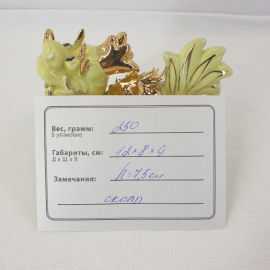 Вес, грамм: 250
В упаковке
Габариты, см: 12×8×9
Д х Ш х В
Замечания: h=7,5см
скол